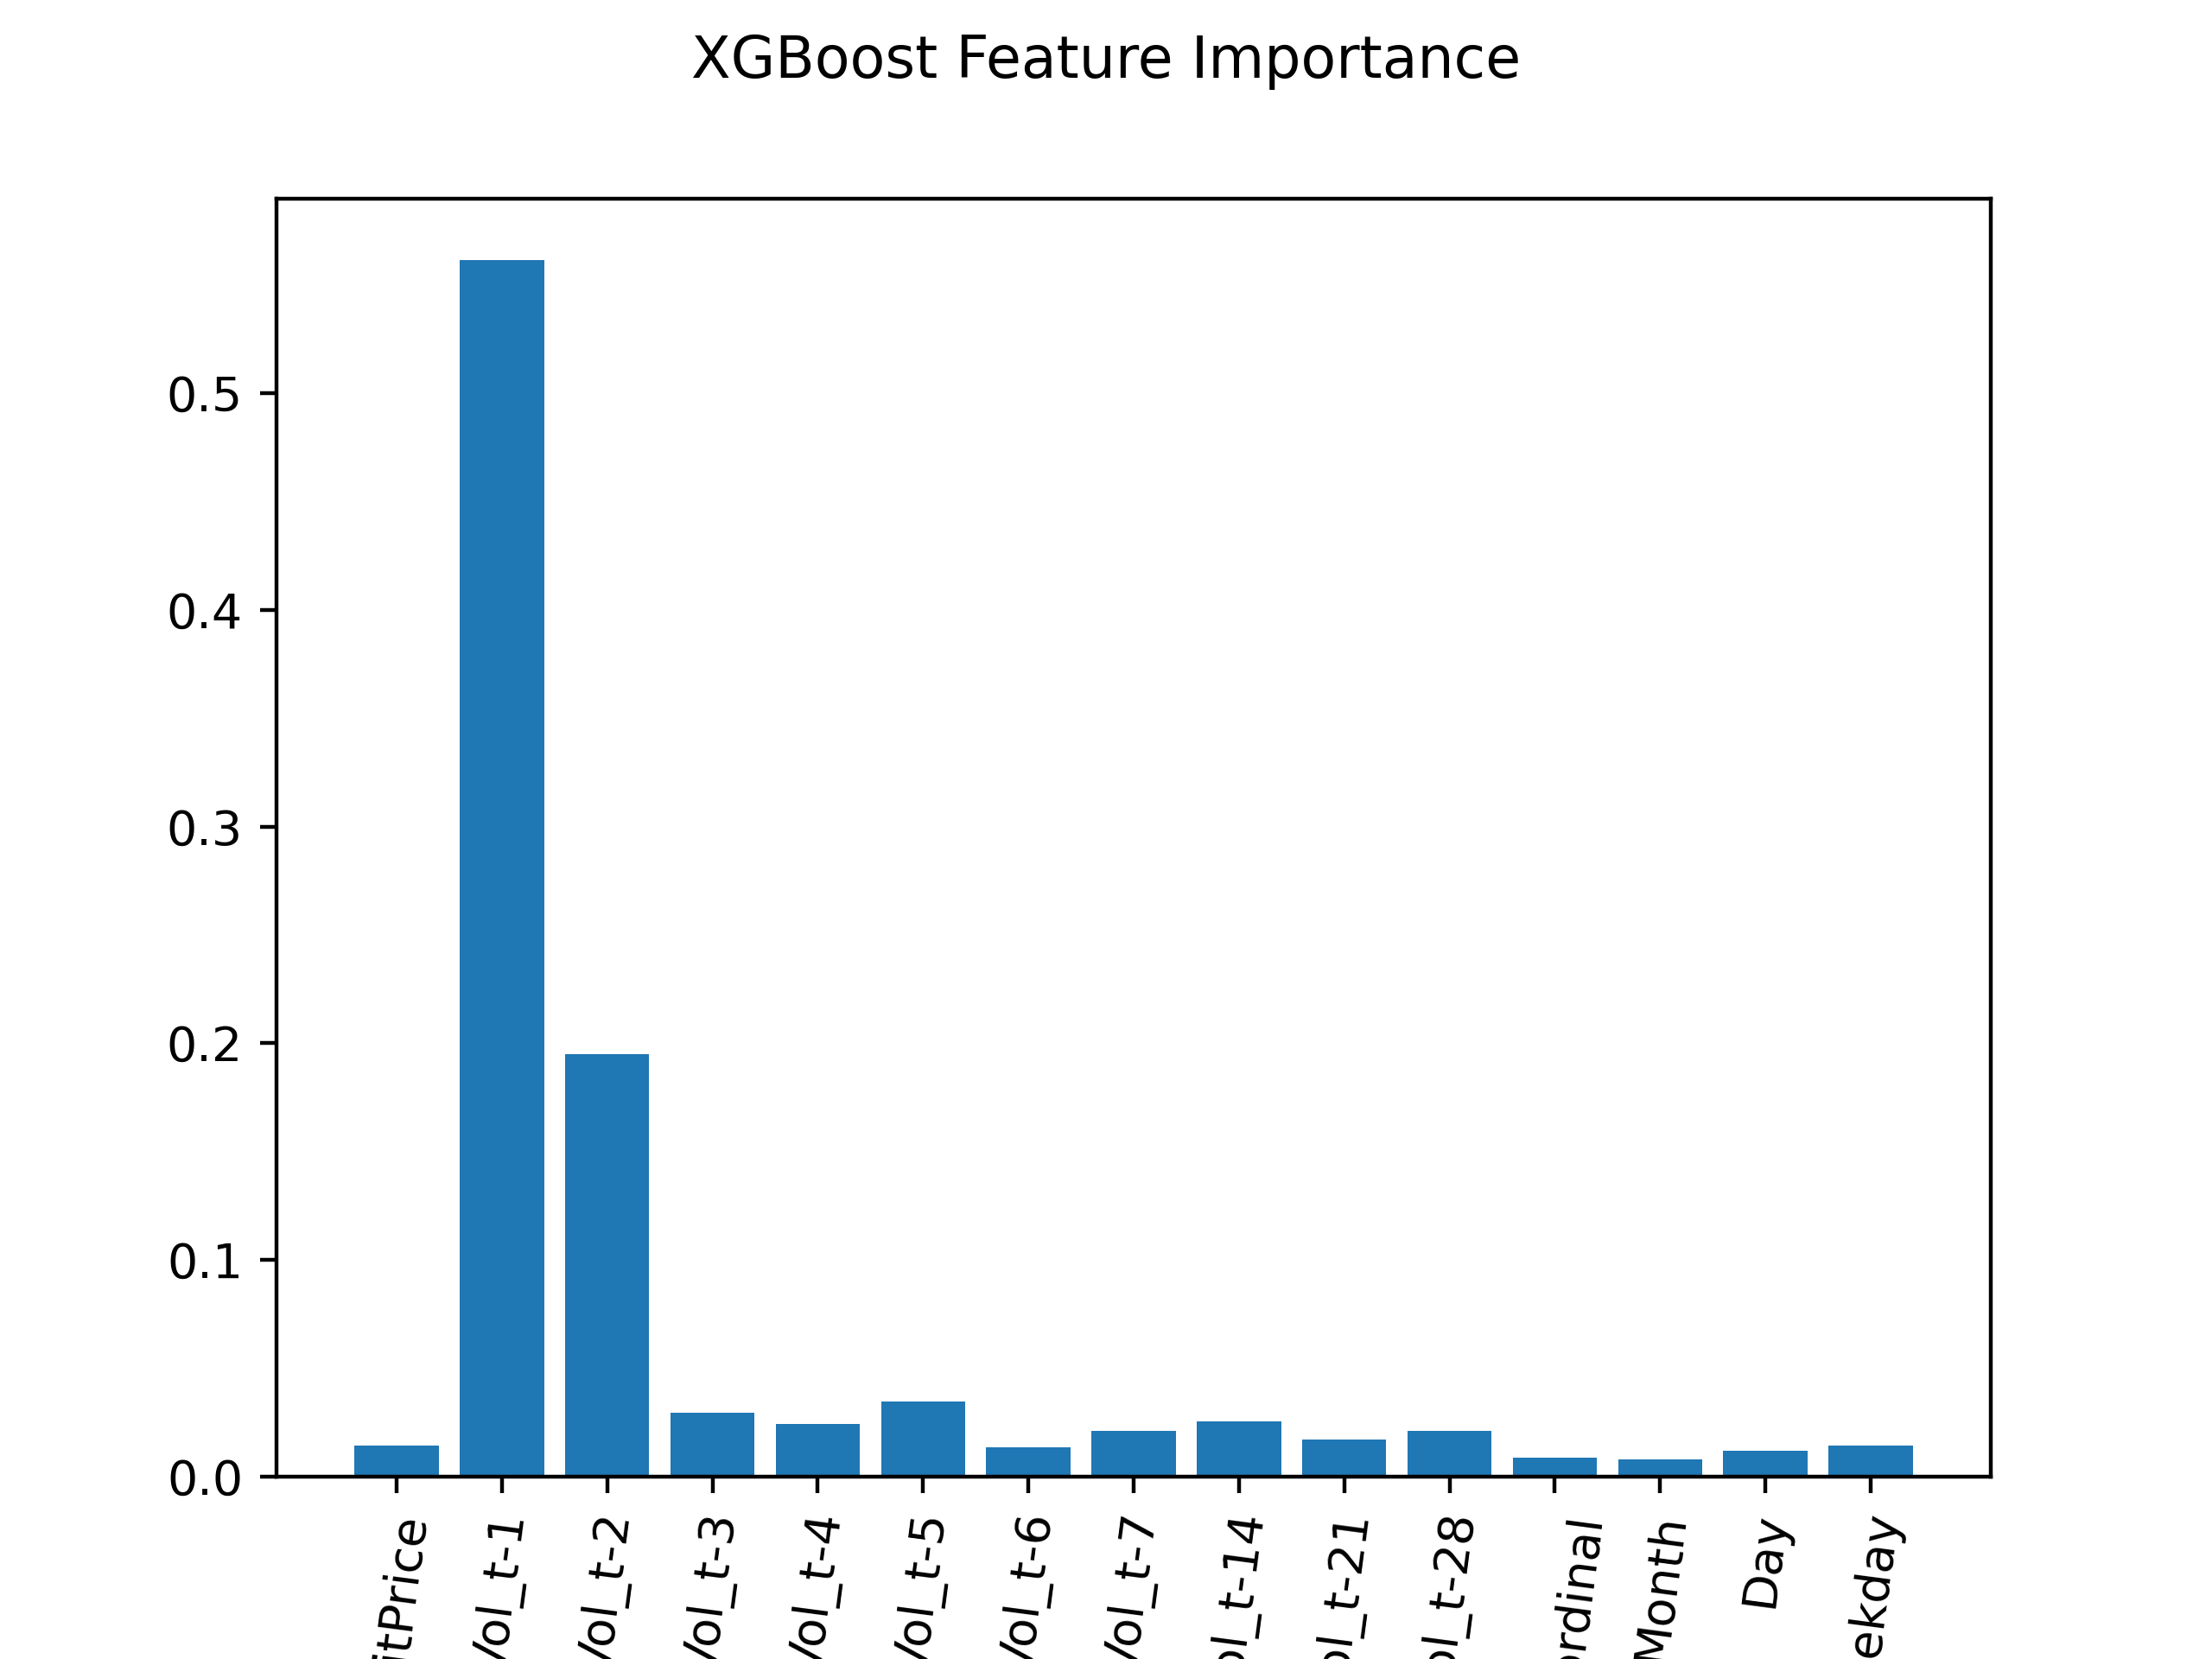 XGBoost Feature Importance
0.5
0.4
0.3
0.2
0.1
0.0
itPrice
Vol_t-1
Vol_t-2
Vol_t-3
Vol_t-4
Vol_t-5
Vol_t-6
Vol_t-7
ol_t-14
ol_t-21
ol_t-28
ordinal
Month
Day
ekday